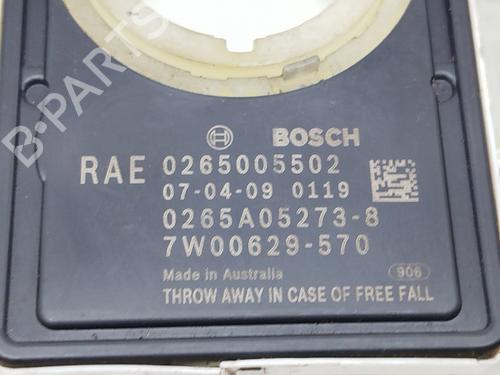 BOSCH
RAE 0265005502
07-04-09 0119
0265A05273-8
7W00629-570
Made in Australia 906
THROW AWAY IN CASE OF FREE FALL
B-PARTS